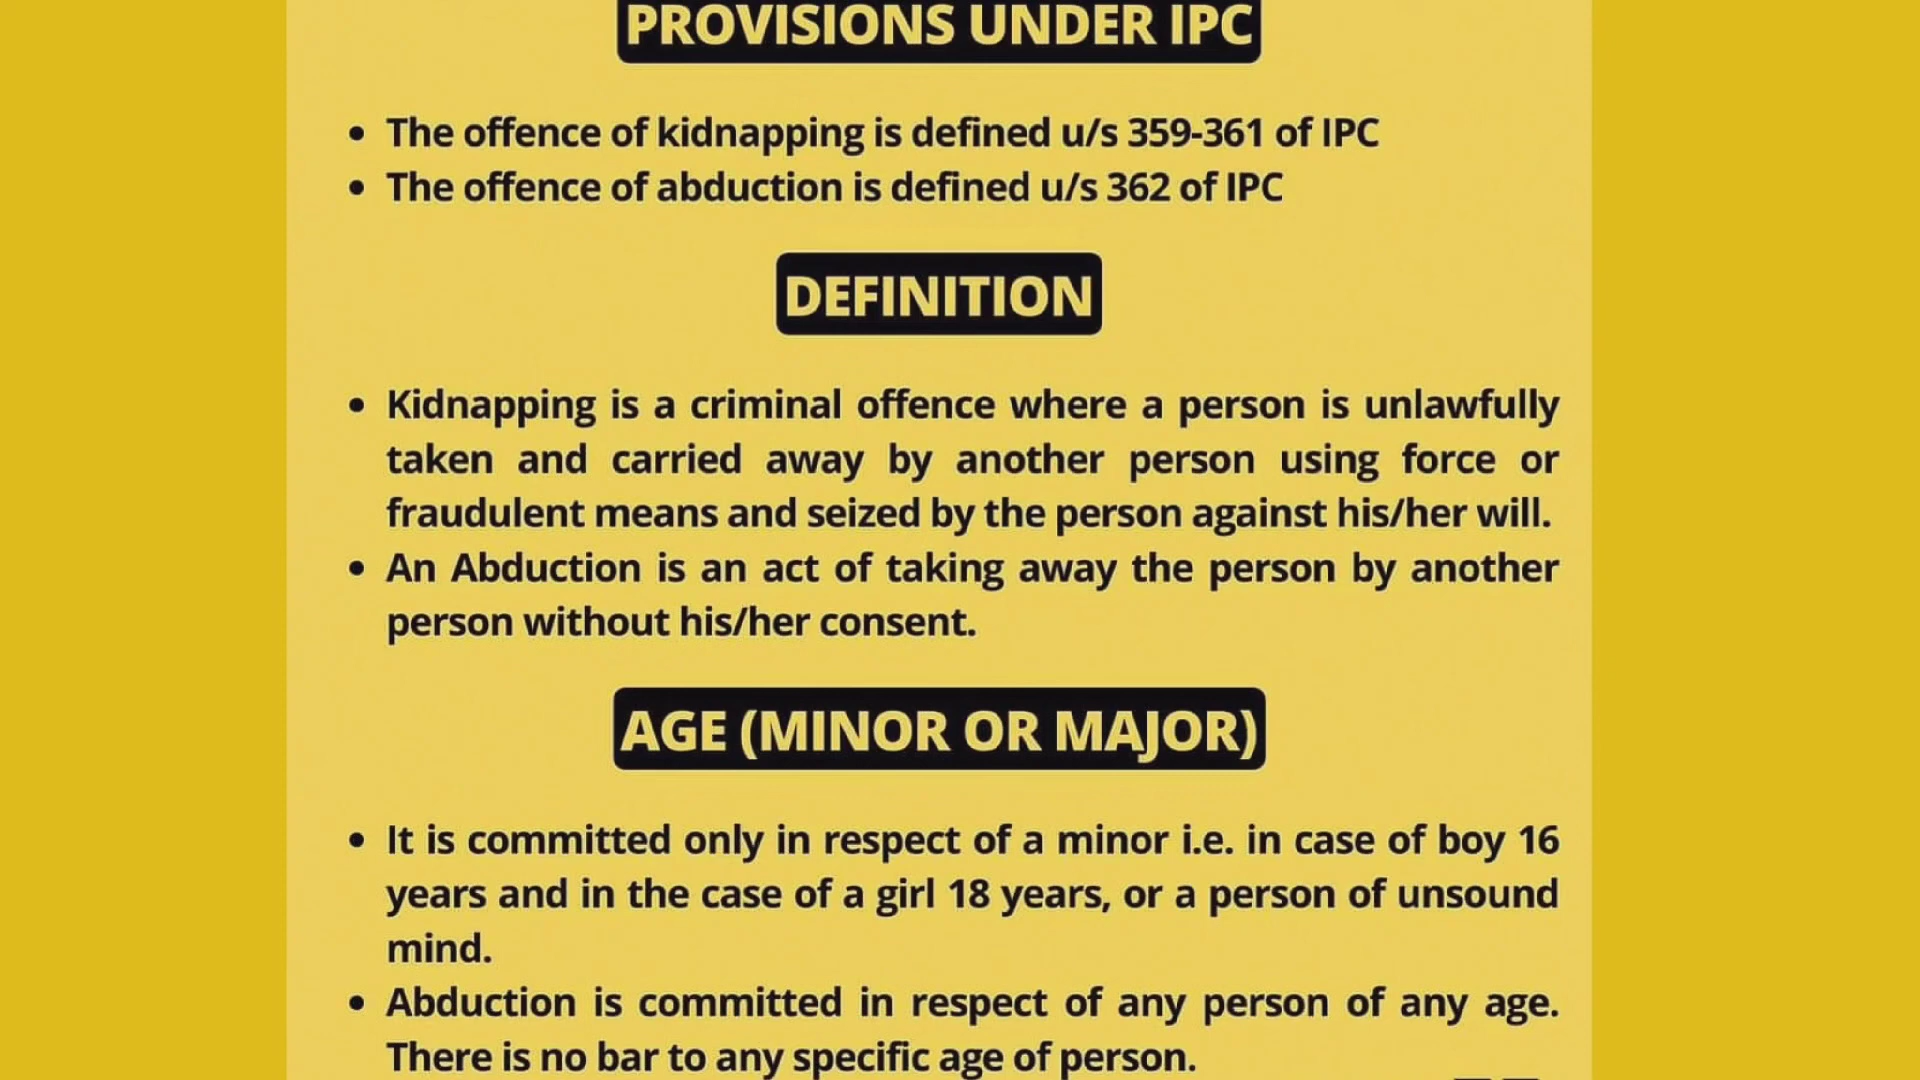 PROVISIONS UNDER IPC
• The offence of kidnapping is defined u/s 359-361 of IPC
• The offence of abduction is defined u/s 362 of IPC
DEFINITION
• Kidnapping is a criminal offence where a person is unlawfully
taken and carried away by another person using force or
fraudulent means and seized by the person against his/her will.
• An Abduction is an act of taking away the person by another
person without his/her consent.
AGE (MINOR OR MAJOR)
• It is committed only in respect of a minor i.e. in case of boy 16
years and in the case of a girl 18 years, or a person of unsound
mind.
• Abduction is committed in respect of any person of any age.
There is no bar to any specific age of person.